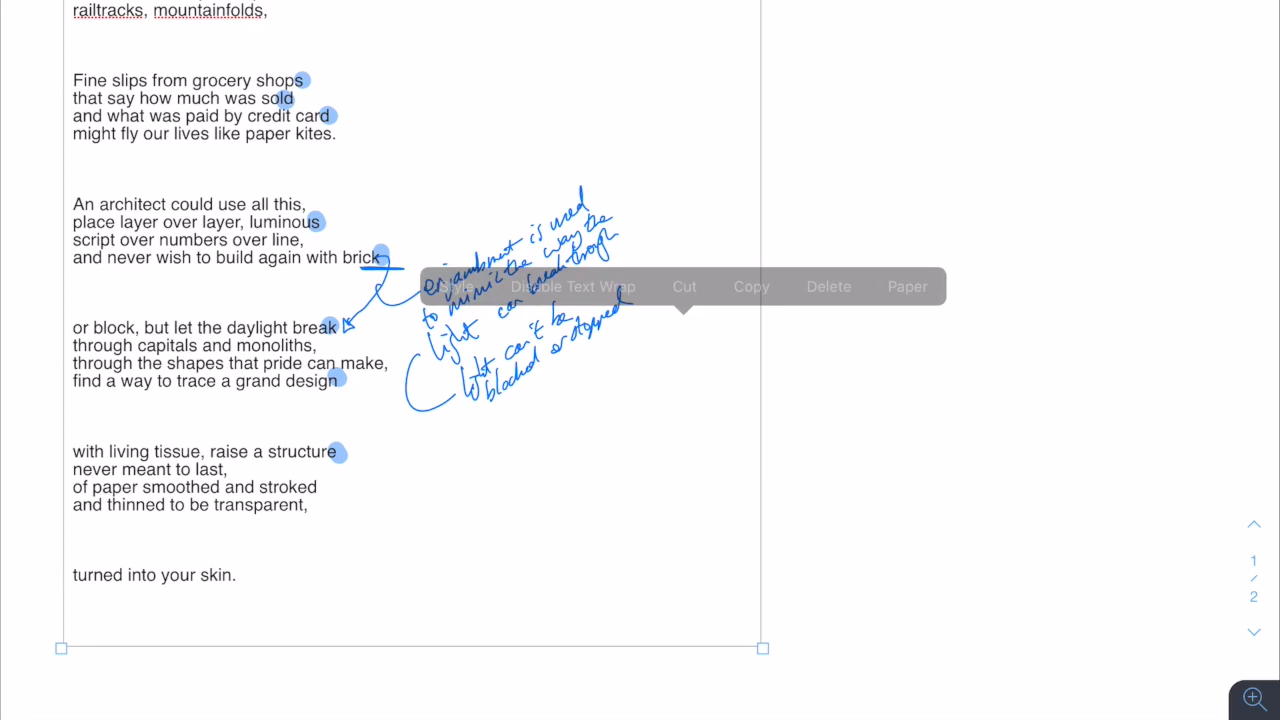 railtracks, mountainfolds,
Fine slips from grocery shops
that say how much was sold
and what was paid by credit card
might fly our lives like paper kites.
An architect could use all this,
place layer over layer, luminous
script over numbers over line,
and never wish to build again with brick
or block, but let the daylight break
through capitals and monoliths,
through the shapes that pride can make,
find a way to trace a grand design
with living tissue, raise a structure
never meant to last,
of paper smoothed and stroked
and thinned to be transparent,
turned into your skin.
enjambment is used
to mimic the way the
light can break through
light can't be
blocked or stopped
Style
Disable Text Wrap
Cut
Copy
Delete
Paper
1
/
2